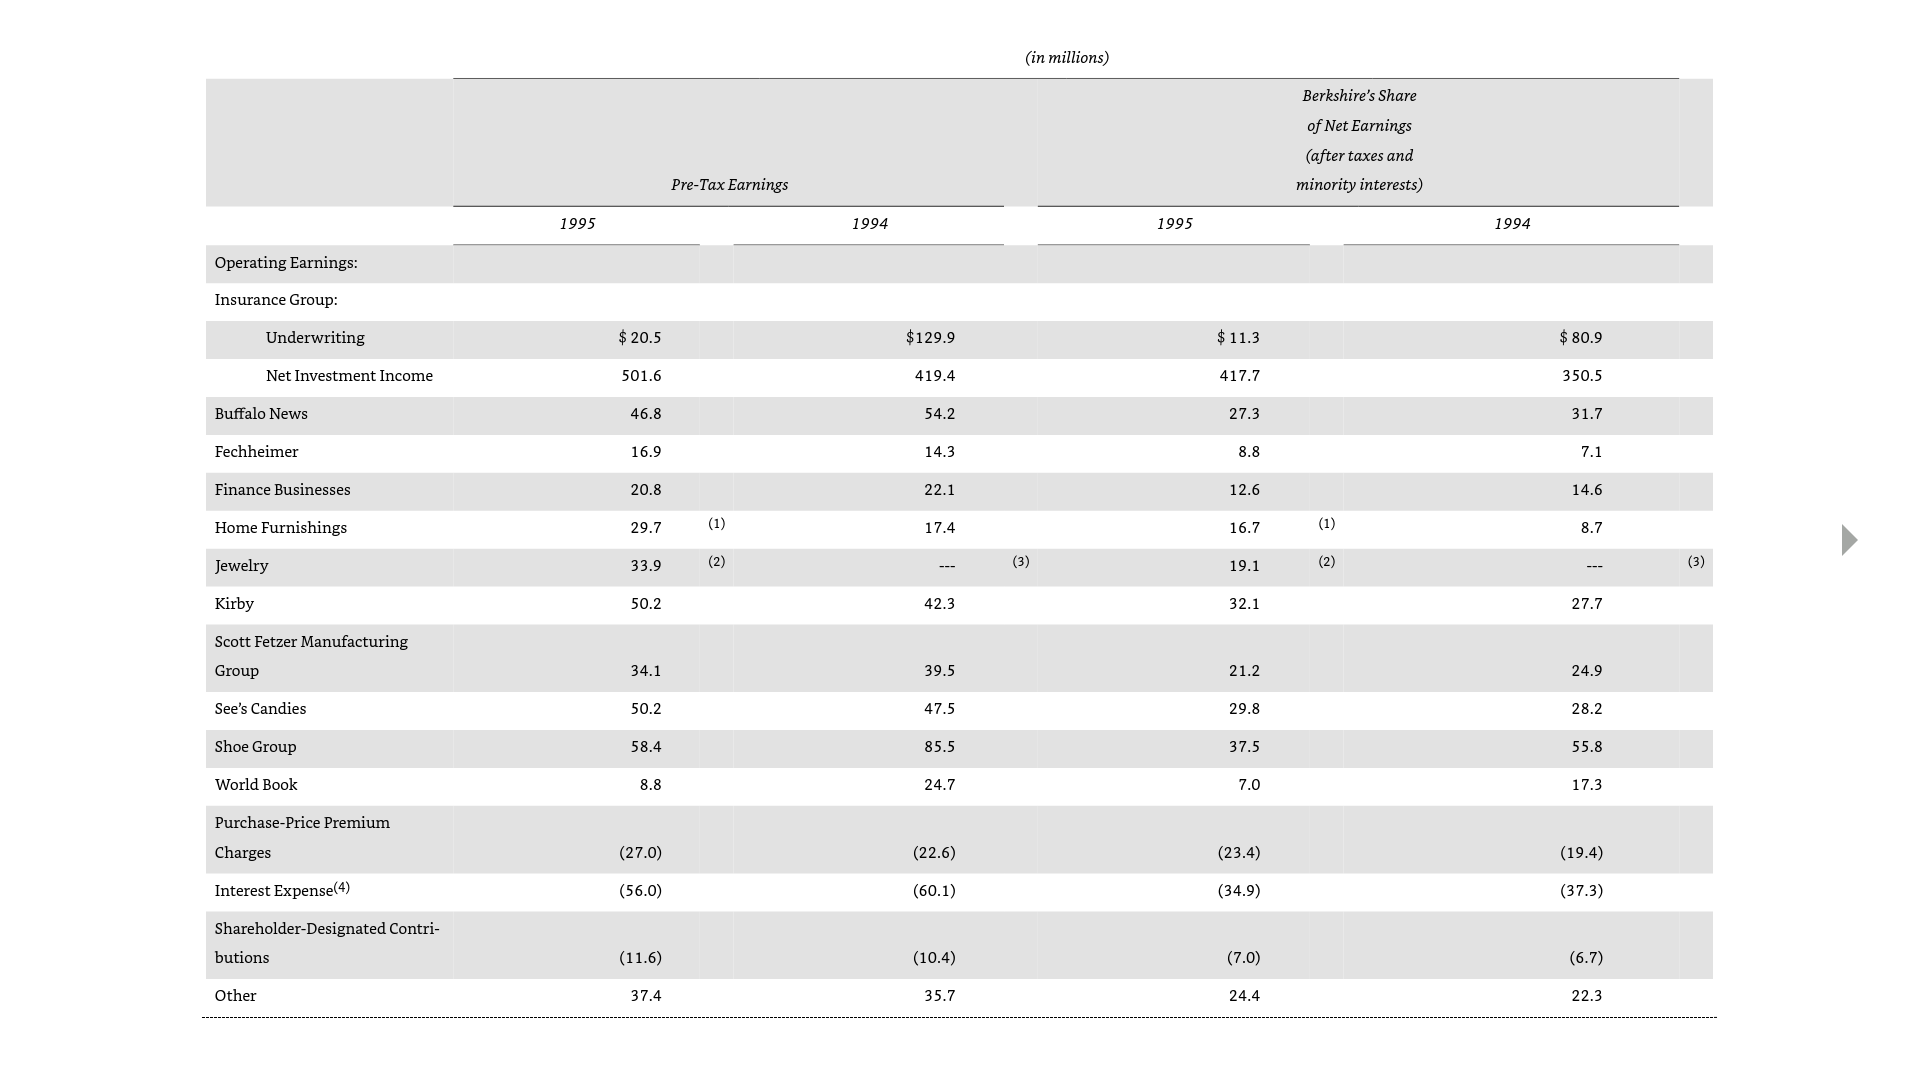 (in millions)
Berkshire’s Share
of Net Earnings
(after taxes and
Pre-Tax Earnings minority interests)
1995 1994 1995 1994
Operating Earnings:
Insurance Group:
Underwriting $ 20.5 $129.9 $ 11.3 $ 80.9
Net Investment Income 501.6 419.4 417.7 350.5
Buffalo News 46.8 54.2 27.3 31.7
Fechheimer 16.9 14.3 8.8 7.1
Finance Businesses 20.8 22.1 12.6 14.6
Home Furnishings 29.7 (1) 17.4 16.7 (1) 8.7
Jewelry 33.9 (2) --- (3) 19.1 (2) --- (3)
Kirby 50.2 42.3 32.1 27.7
Scott Fetzer Manufacturing
Group 34.1 39.5 21.2 24.9
See’s Candies 50.2 47.5 29.8 28.2
Shoe Group 58.4 85.5 37.5 55.8
World Book 8.8 24.7 7.0 17.3
Purchase-Price Premium
Charges (27.0) (22.6) (23.4) (19.4)
Interest Expense(4) (56.0) (60.1) (34.9) (37.3)
Shareholder-Designated Contri-
butions (11.6) (10.4) (7.0) (6.7)
Other 37.4 35.7 24.4 22.3